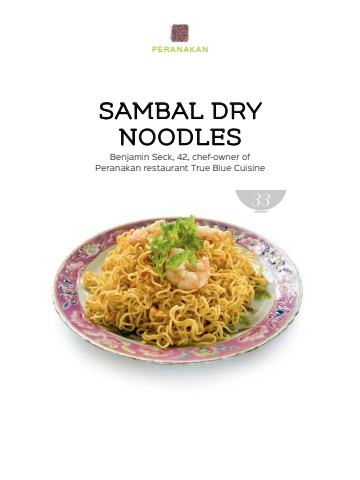 PERANAKAN
SAMBAL DRY
NOODLES
Benjamin Seck, 42, chef-owner of
Peranakan restaurant True Blue Cuisine
33